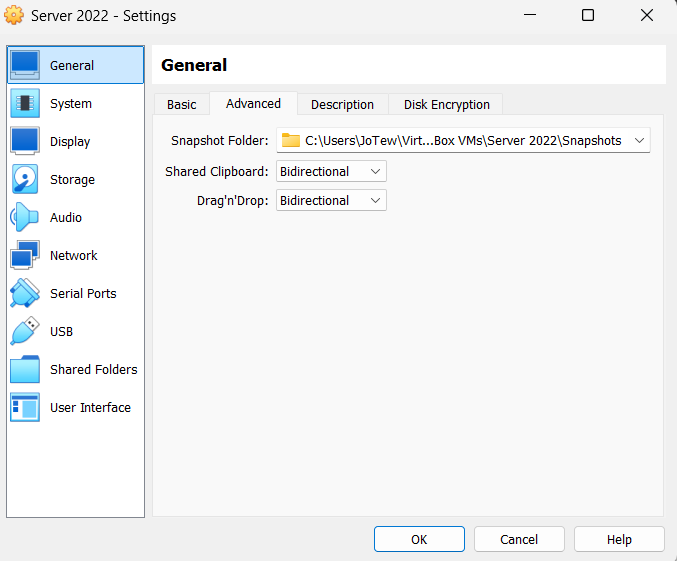 Server 2022 - Settings
General
System
Display
Storage
Audio
Network
Serial Ports
USB
Shared Folders
User Interface
General
Basic Advanced Description Disk Encryption
Snapshot Folder: C:\Users\JoTew\Virt...Box VMs\Server 2022\Snapshots
Shared Clipboard: Bidirectional
Drag'n'Drop: Bidirectional
OK Cancel Help